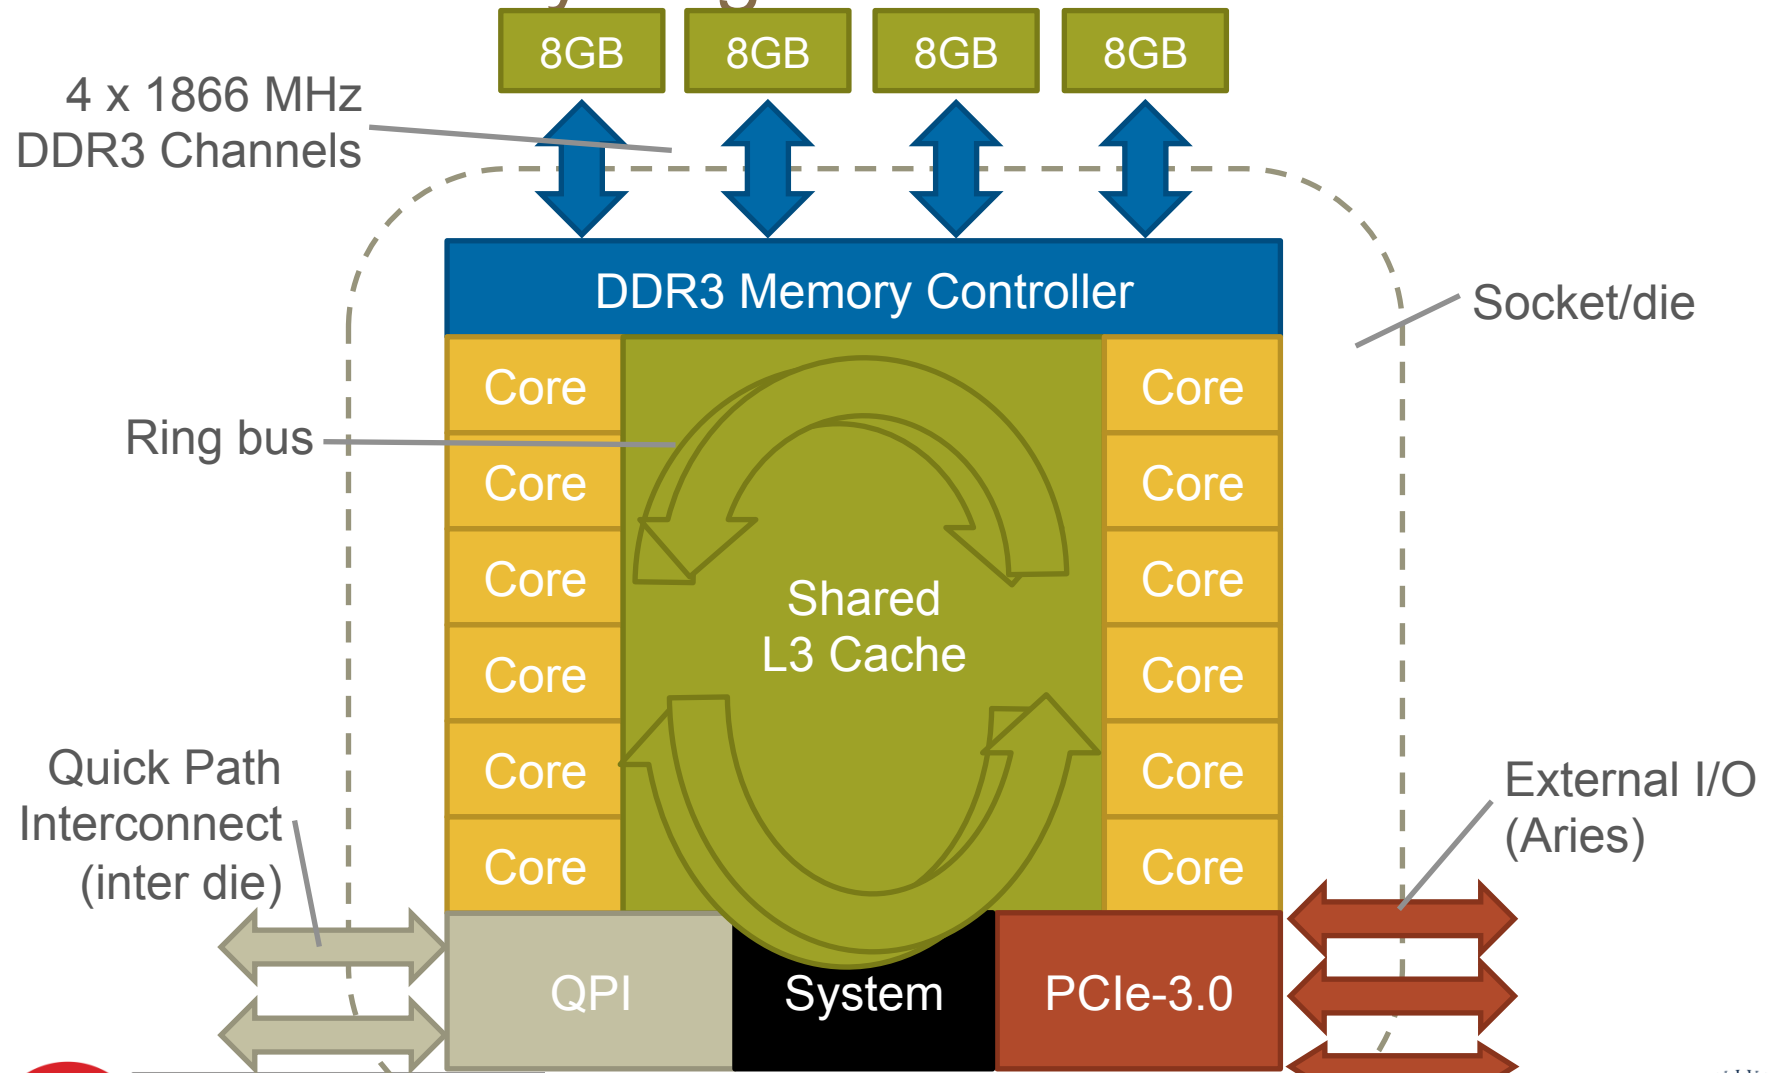 8GB 8GB 8GB 8GB
4 x 1866 MHz
DDR3 Channels
DDR3 Memory Controller
Socket/die
Core Core
Ring bus
Core Core
Core Core
Shared
L3 Cache
Core Core
Core Core
Core Core
Quick Path
Interconnect
(inter die)
External I/O
(Aries)
QPI System PCIe-3.0